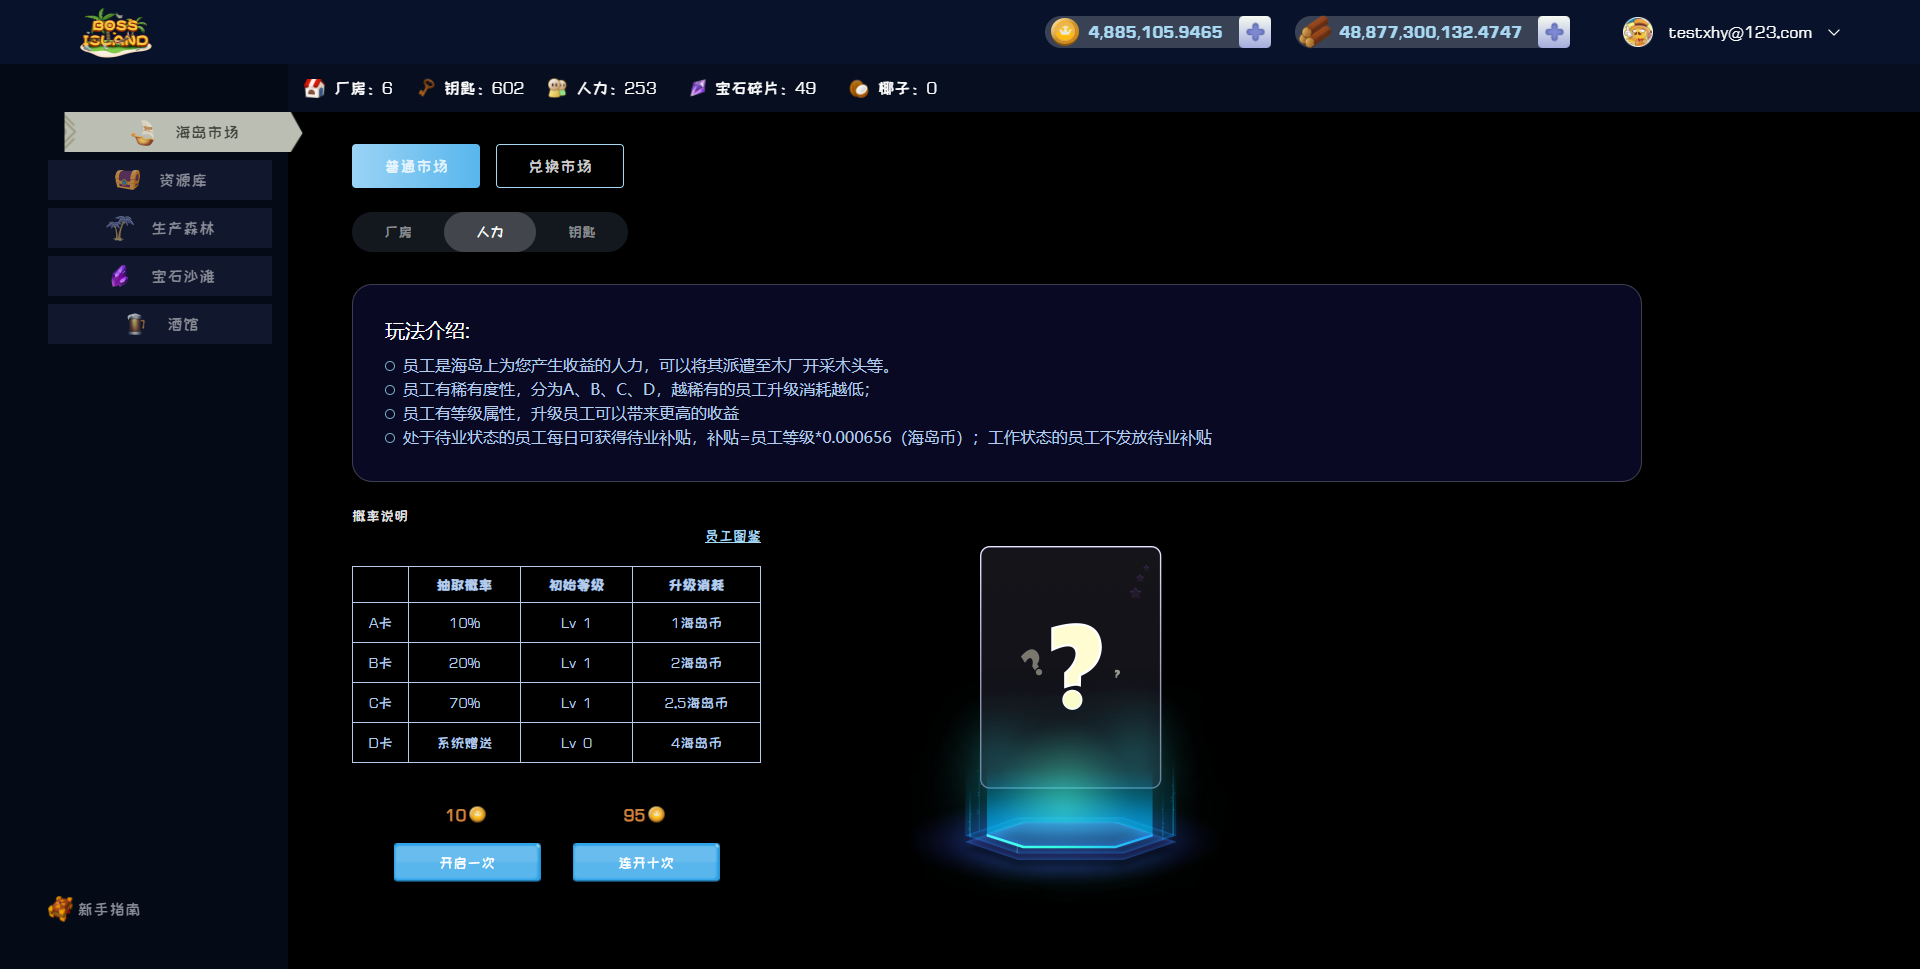 BOSS
ISLAND
4,885,105.9465
48,877,300,132.4747
testxhy@123.com
厂房: 6
钥匙: 602
人力: 253
宝石碎片: 49
椰子: 0
海岛市场
资源库
生产森林
宝石沙滩
酒馆
新手指南
普通市场
兑换市场
厂房
人力
钥匙
玩法介绍:
员工是海岛上为您产生收益的人力，可以将其派遣至木厂开采木头等。
员工有稀有度性，分为A、B、C、D，越稀有的员工升级消耗越低；
员工有等级属性，升级员工可以带来更高的收益
处于待业状态的员工每日可获得待业补贴，补贴=员工等级*0.000656（海岛币）；工作状态的员工不发放待业补贴
概率说明
员工图鉴
抽取概率 初始等级 升级消耗
A卡 10% Lv 1 1海岛币
B卡 20% Lv 1 2海岛币
C卡 70% Lv 1 2.5海岛币
D卡 系统赠送 Lv 0 4海岛币
10
95
开启一次
连开十次
? ? ?